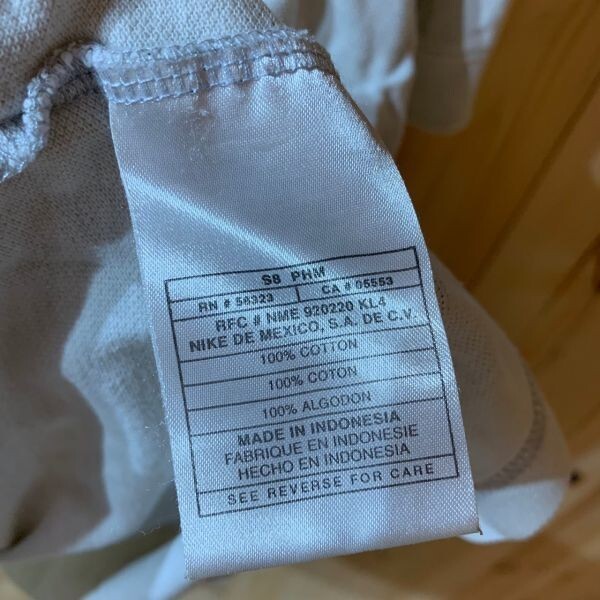 S8 PHM
RN # 56323 CA # 05553
RFC # NME 920220 KL4
NIKE DE MEXICO, S.A. DE C.V.
100% COTTON
100% COTON
100% ALGODON
MADE IN INDONESIA
FABRIQUE EN INDONESIE
HECHO EN INDONESIA
SEE REVERSE FOR CARE